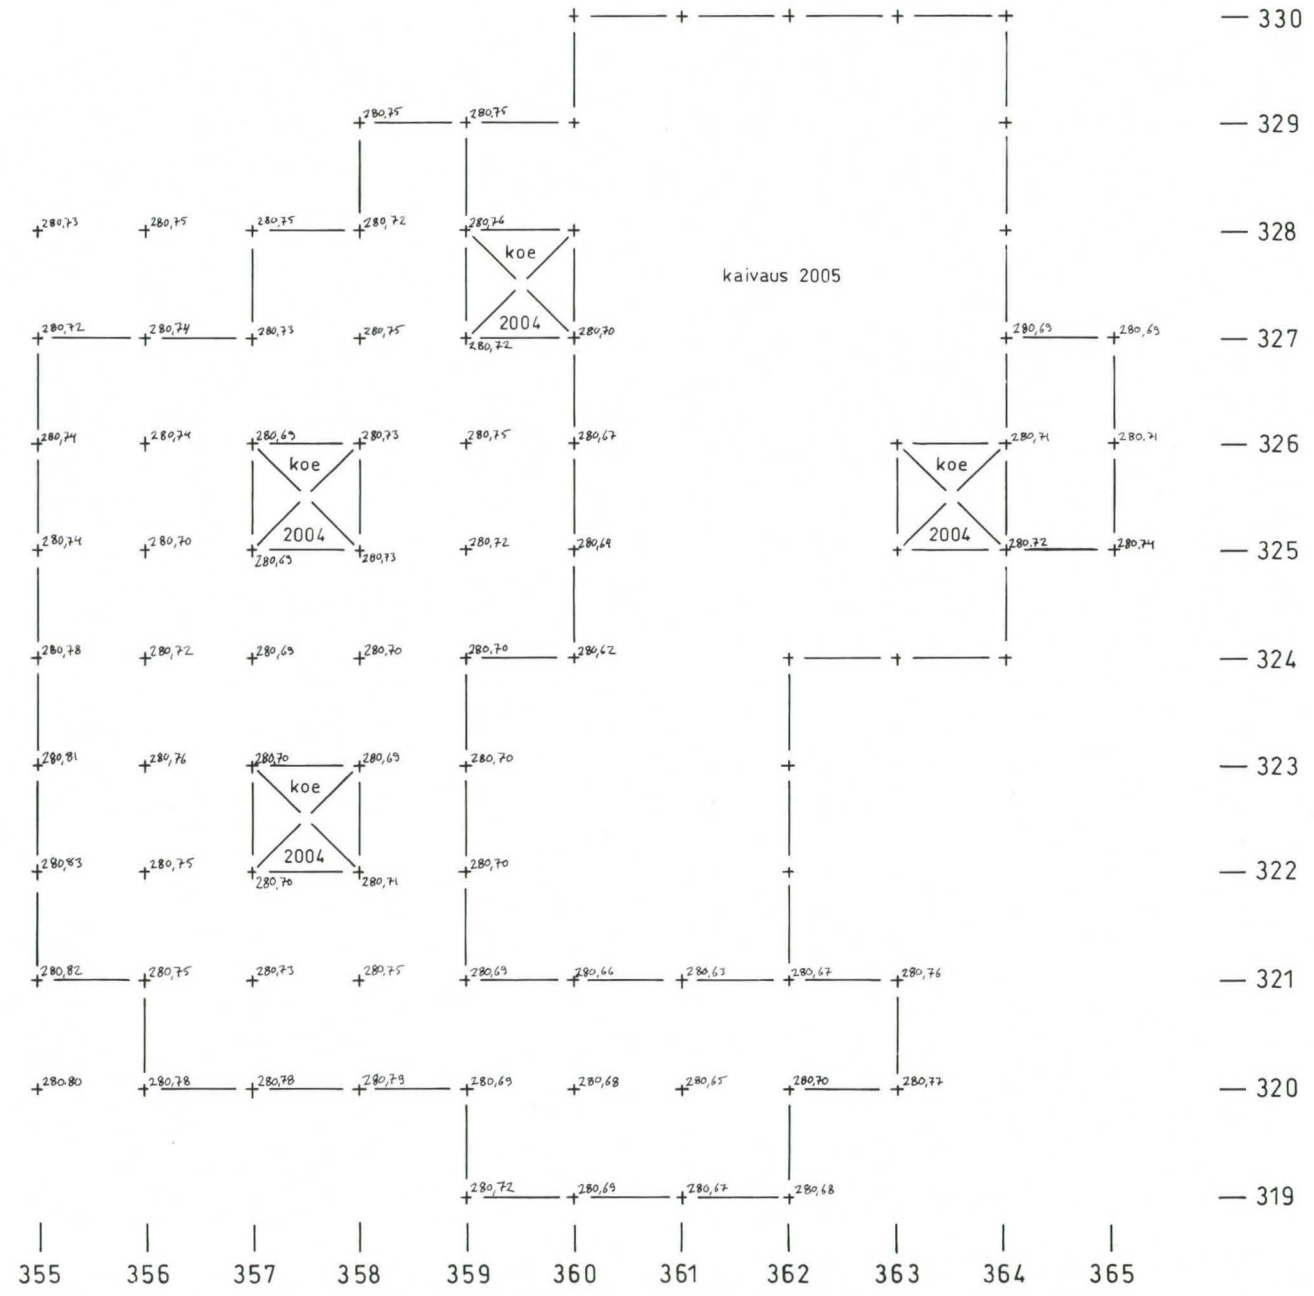 330
280,75 280,75 329
280,73 280,75 280,75 280,72 280,76 328
koe
kaivaus 2005
2004
280,72 280,74 280,73 280,75 280,72 280,70 280,69 280,69 327
280,74 280,74 280,69 280,73 280,75 280,67 280,71 280,71 326
koe koe
2004 2004
280,74 280,70 280,69 280,73 280,72 280,69 280,72 280,74 325
280,78 280,72 280,69 280,70 280,70 280,62 324
280,81 280,76 280,70 280,69 280,70 323
koe
2004
280,83 280,75 280,70 280,71 280,70 322
280,82 280,75 280,73 280,75 280,69 280,66 280,63 280,67 280,76 321
280.80 280,78 280,78 280,79 280,69 280,68 280,65 280,70 280,77 320
280,72 280,69 280,67 280,68 319
355 356 357 358 359 360 361 362 363 364 365